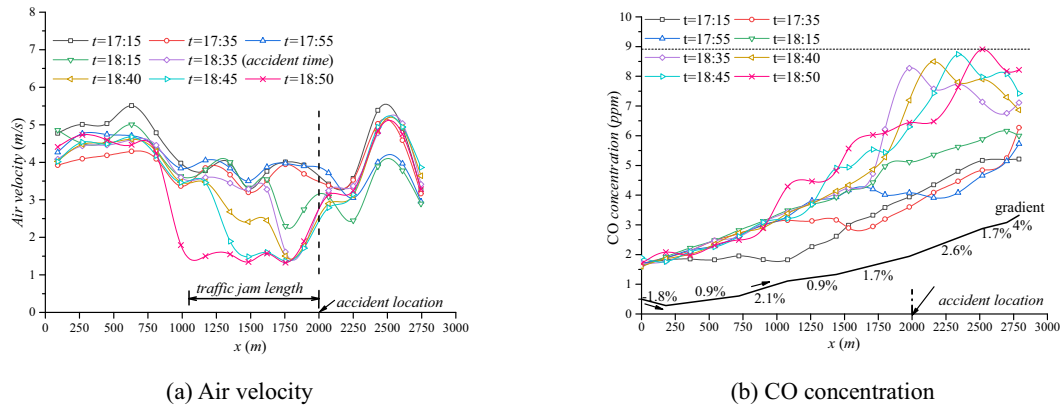 8
7
6
5
4
3
2
1
0
Air velocity (m/s)
t=17:15 t=17:35 t=17:55
t=18:15 t=18:35 (accident time)
t=18:40 t=18:45 t=18:50
traffic jam length
accident location
0 250 500 750 1000 1250 1500 1750 2000 2250 2500 2750 3000
x (m)
(a) Air velocity
10
9
8
7
6
5
4
3
2
1
0
CO concentration (ppm)
t=17:15 t=17:35
t=17:55 t=18:15
t=18:35 t=18:40
t=18:45 t=18:50
gradient
4%
1.7%
2.6%
1.7%
0.9%
2.1%
0.9%
-1.8%
accident location
0 250 500 750 1000 1250 1500 1750 2000 2250 2500 2750 3000
x (m)
(b) CO concentration